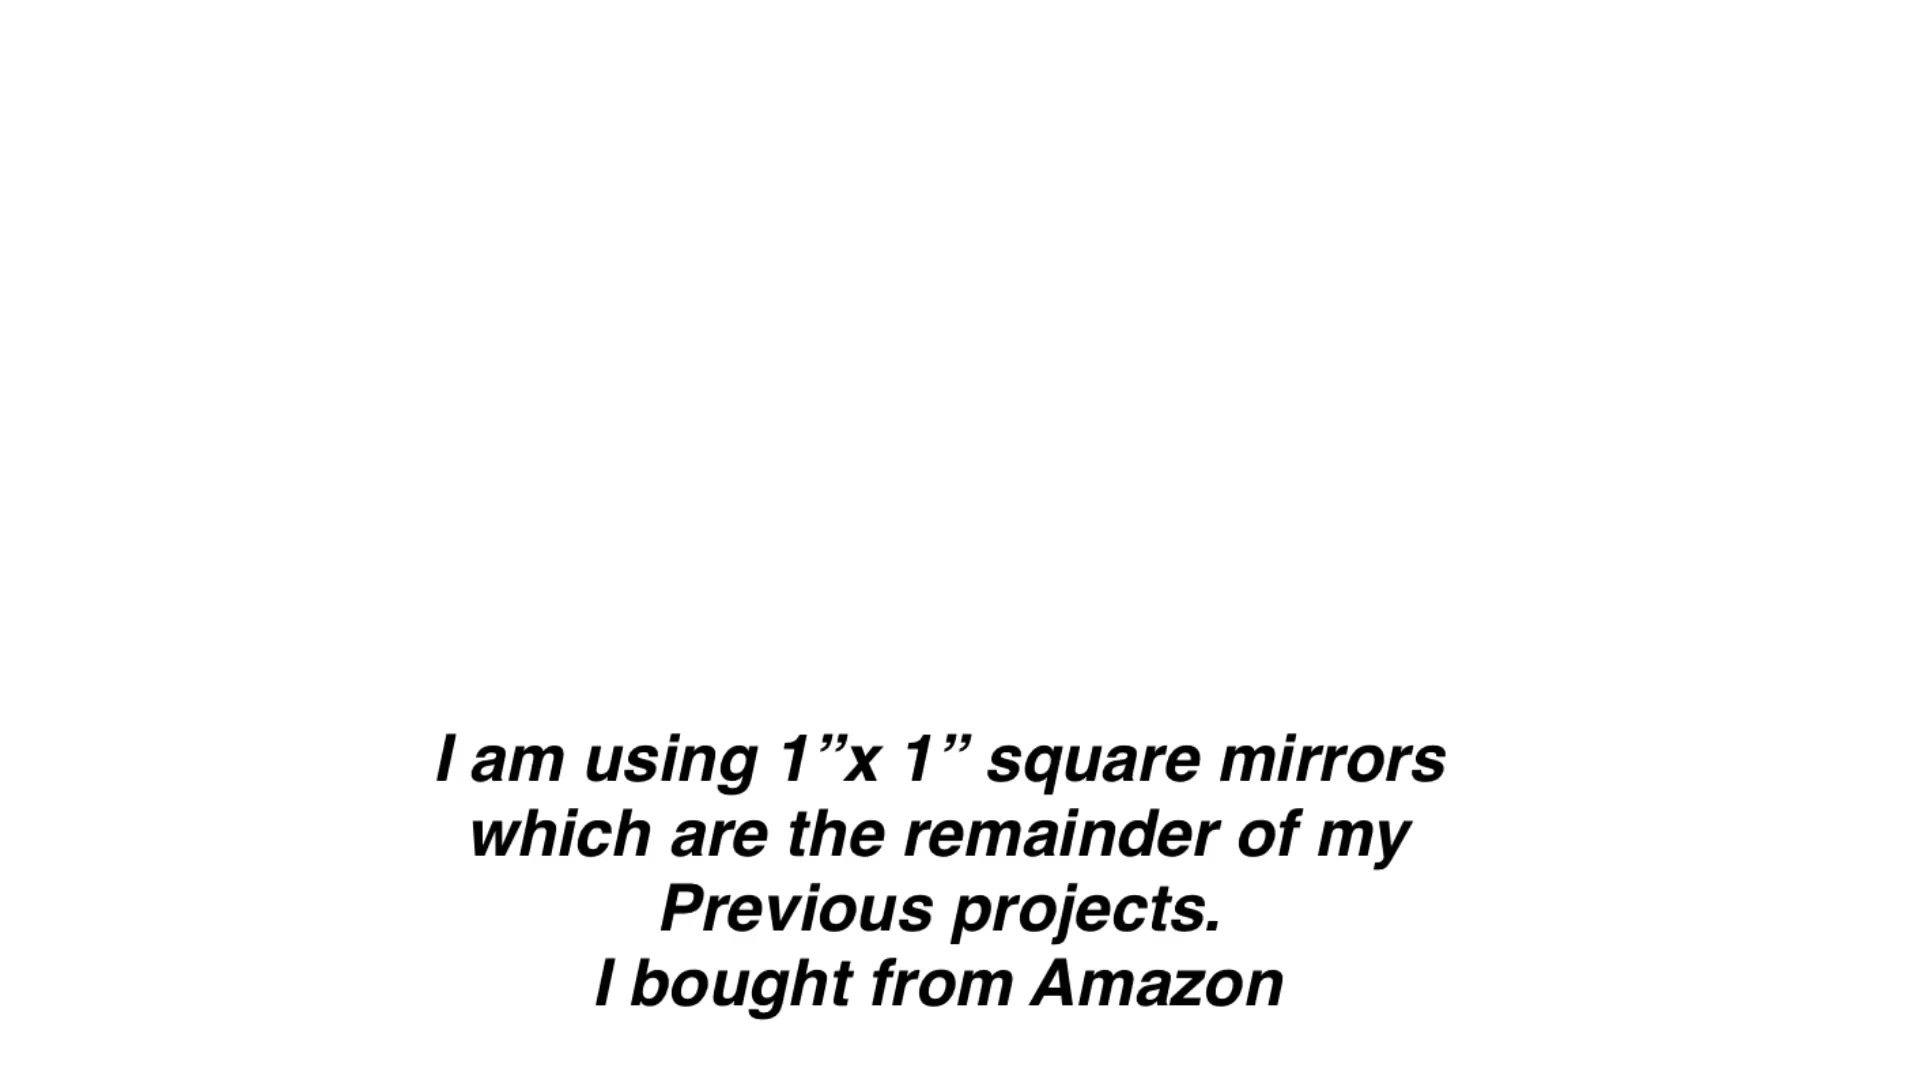 I am using 1”x 1” square mirrors
which are the remainder of my
Previous projects.
I bought from Amazon